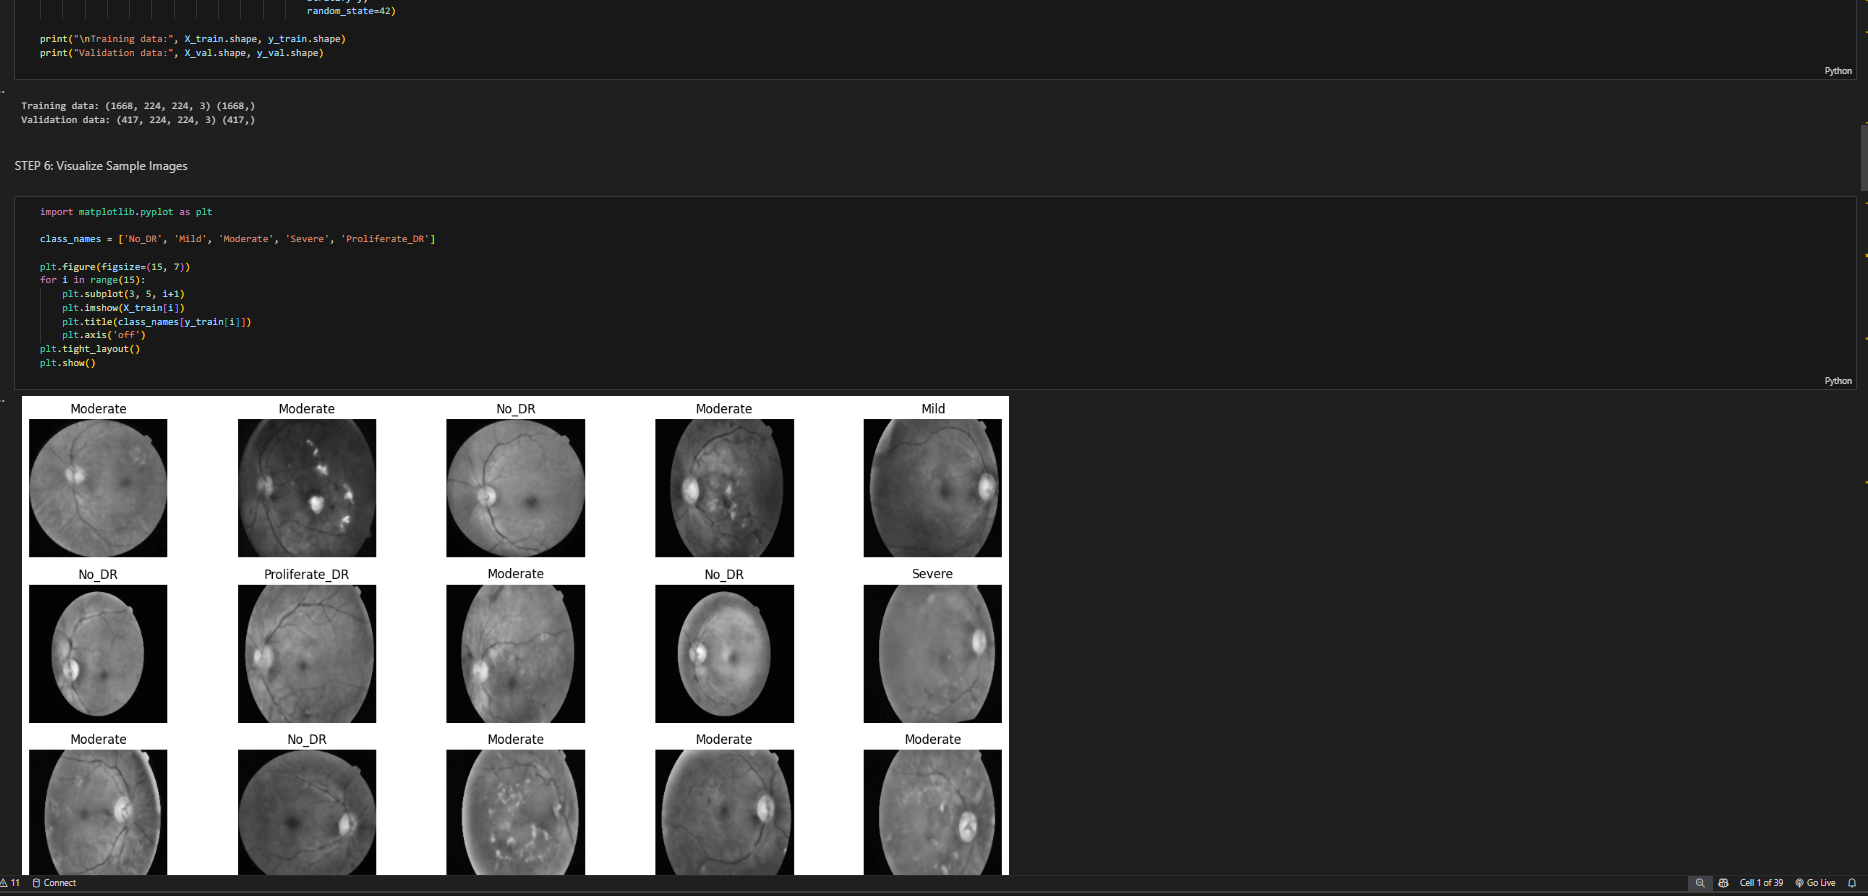 random_state=42)
print("\nTraining data:", X_train.shape, y_train.shape)
print("Validation data:", X_val.shape, y_val.shape)
Python
Training data: (1668, 224, 224, 3) (1668,)
Validation data: (417, 224, 224, 3) (417,)
STEP 6: Visualize Sample Images
import matplotlib.pyplot as plt
class_names = ['No_DR', 'Mild', 'Moderate', 'Severe', 'Proliferate_DR']
plt.figure(figsize=(15, 7))
for i in range(15):
    plt.subplot(3, 5, i+1)
    plt.imshow(X_train[i])
    plt.title(class_names[y_train[i]])
    plt.axis('off')
plt.tight_layout()
plt.show()
Python
Moderate Moderate No_DR Moderate Mild
No_DR Proliferate_DR Moderate No_DR Severe
Moderate No_DR Moderate Moderate Moderate
11 Connect Cell 1 of 39 Go Live